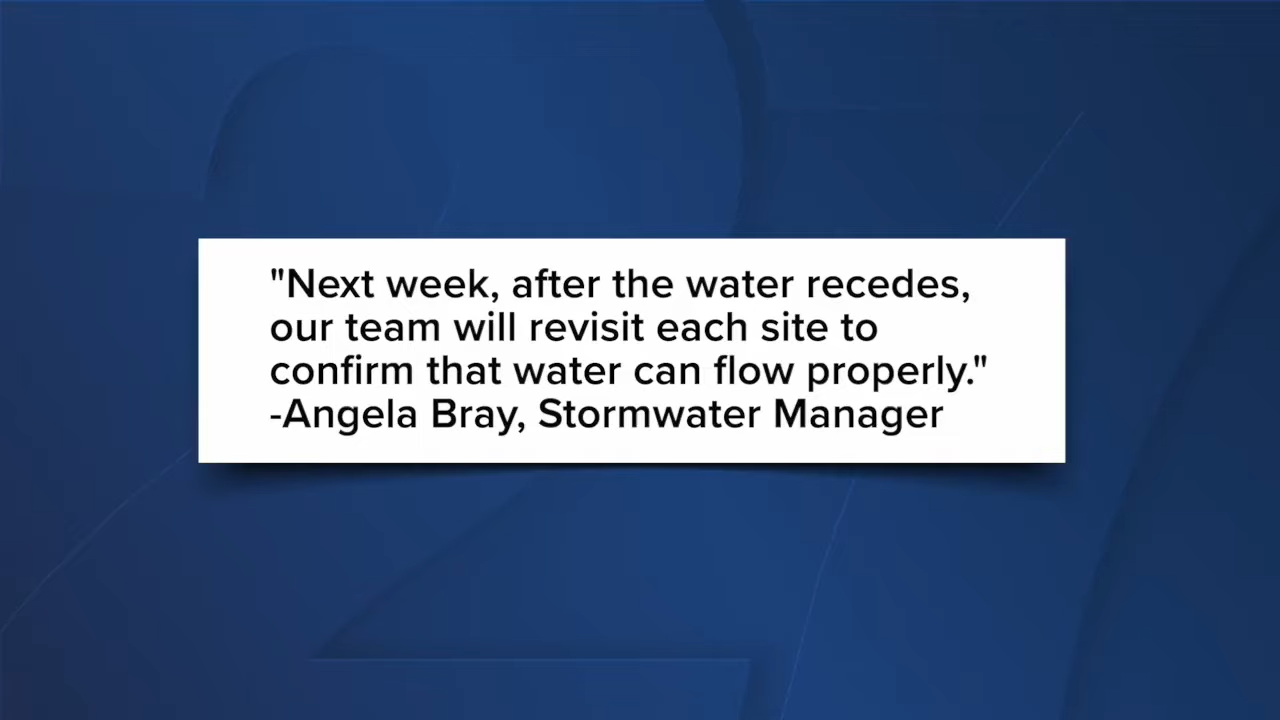 "Next week, after the water recedes,
our team will revisit each site to
confirm that water can flow properly."
-Angela Bray, Stormwater Manager